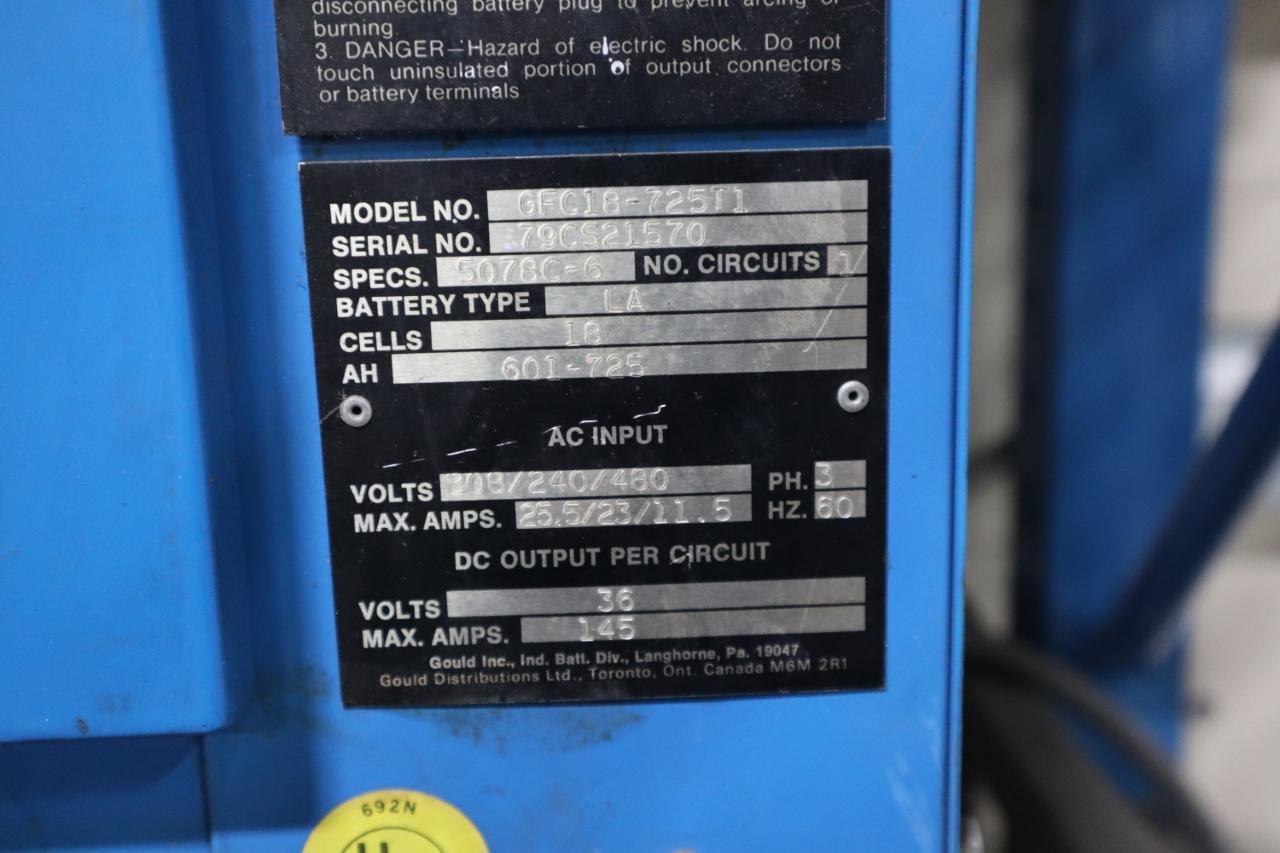 disconnecting battery plug to prevent arcing or
burning
3. DANGER—Hazard of electric shock. Do not
touch uninsulated portion of output connectors
or battery terminals
MODEL NO. GFC18-725T1
SERIAL NO. 79CS21570
SPECS. 5078C-6 NO. CIRCUITS 1
BATTERY TYPE LA
CELLS 18
AH 601-725
AC INPUT
VOLTS 208/240/480 PH. 3
MAX. AMPS. 25.5/23/11.5 HZ. 60
DC OUTPUT PER CIRCUIT
VOLTS 36
MAX. AMPS. 145
Gould Inc., Ind. Batt. Div., Langhorne, Pa. 19047
Gould Distributions Ltd., Toronto, Ont. Canada M6M 2R1
692N